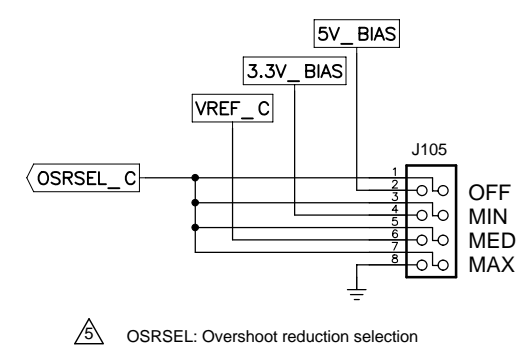 5V_BIAS
3.3V_BIAS
VREF_C
J105
OSRSEL_C
1
2
3
4
5
6
7
8
OFF
MIN
MED
MAX
5 OSRSEL: Overshoot reduction selection